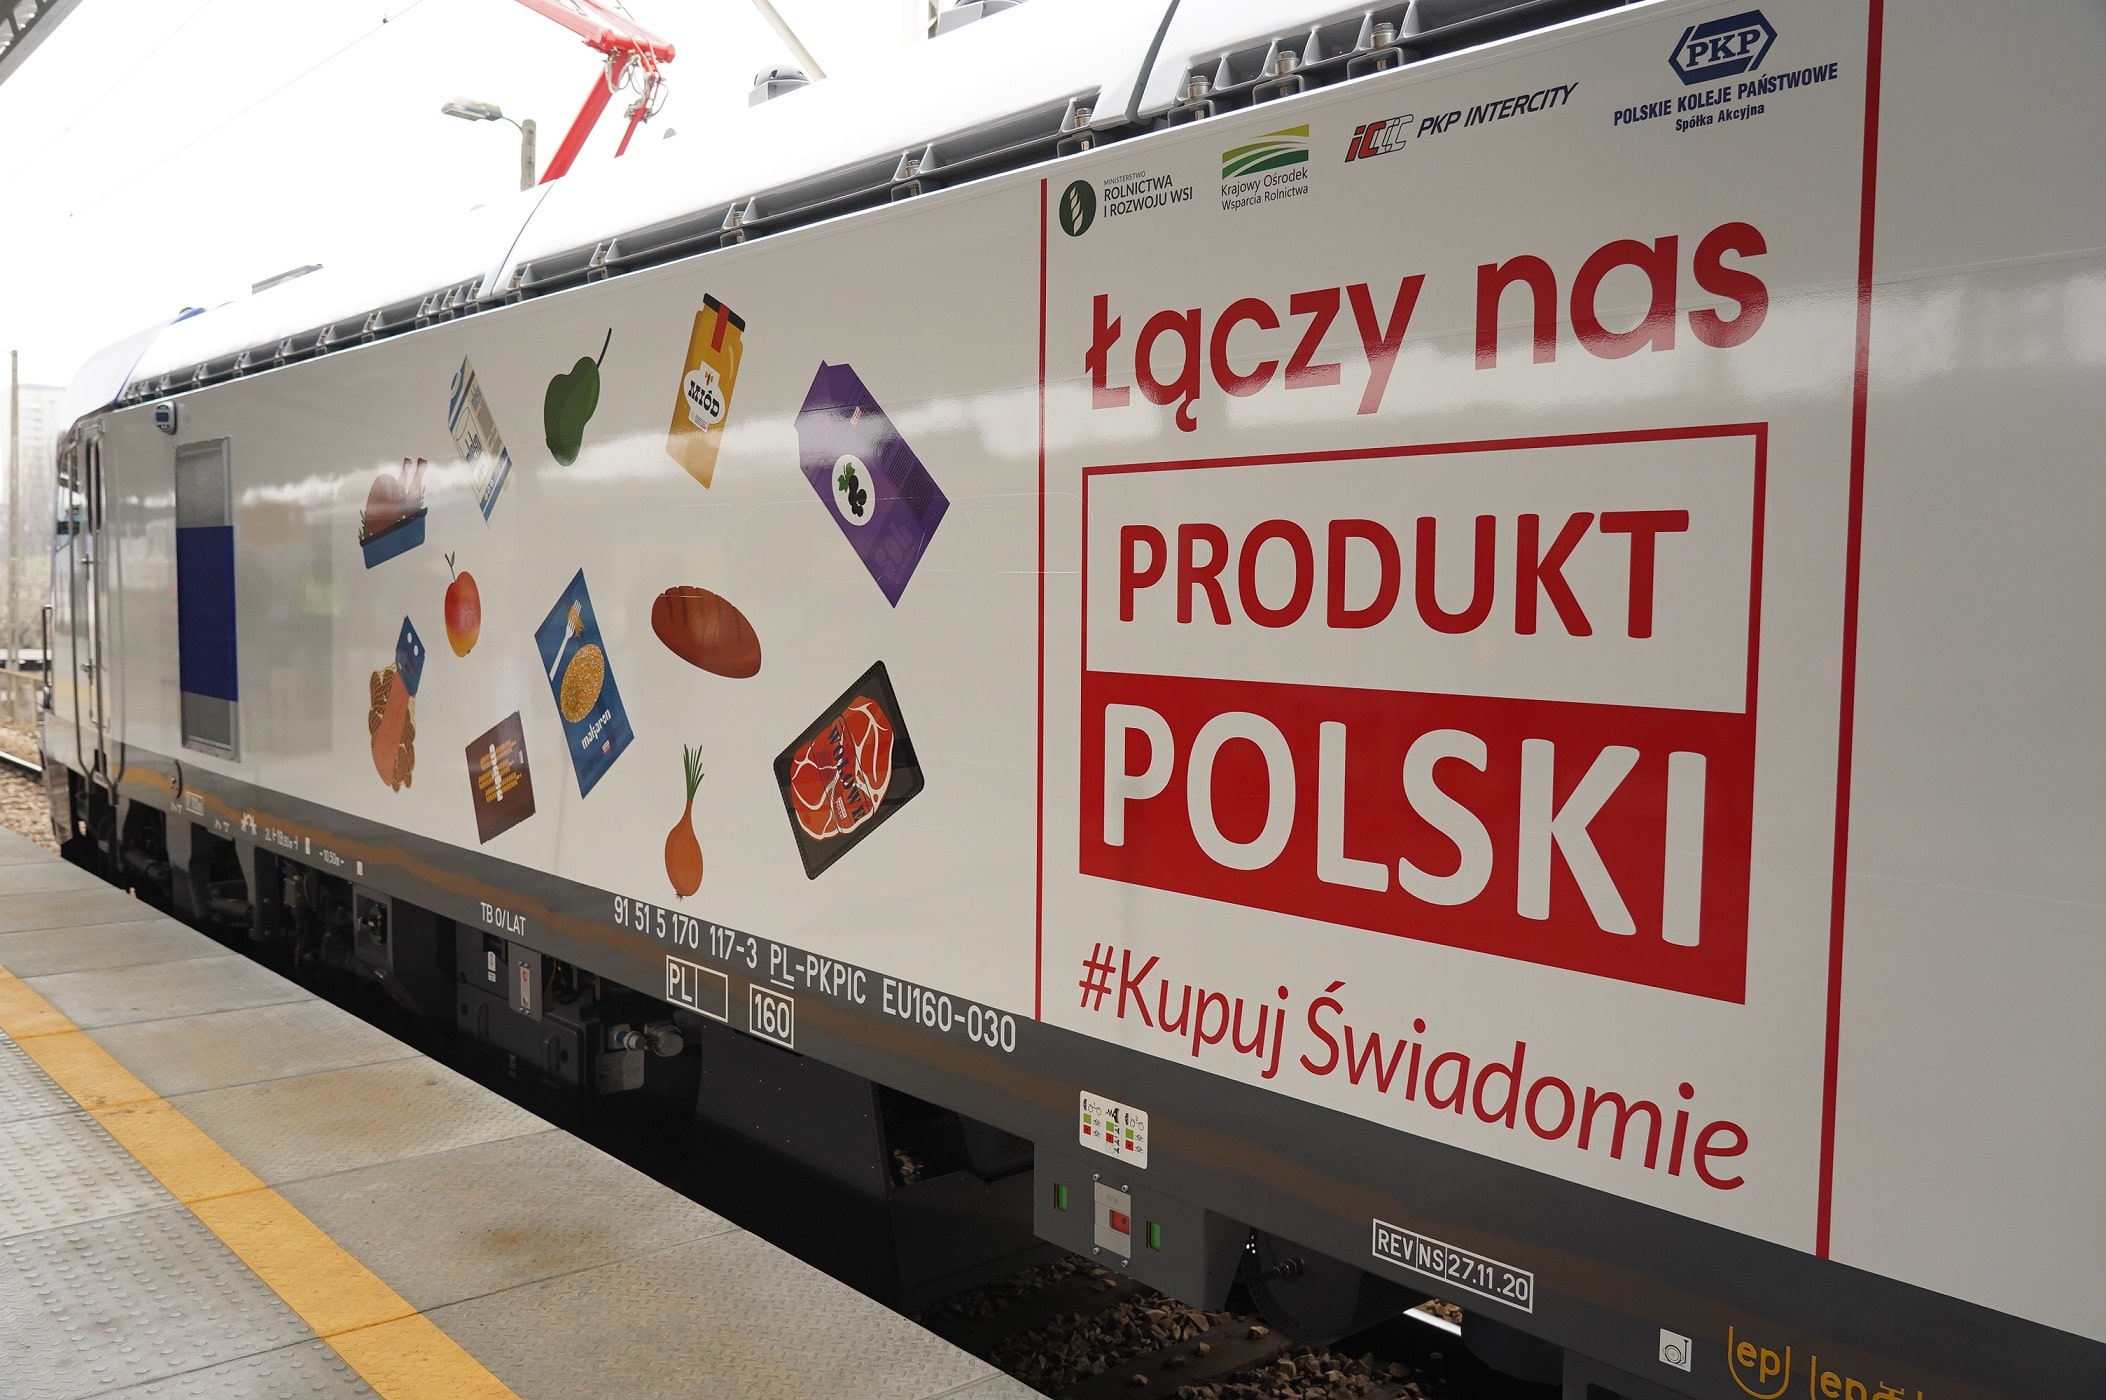 PKP
POLSKIE KOLEJE PAŃSTWOWE
Spółka Akcyjna
PKP INTERCITY
Krajowy Ośrodek
Wsparcia Rolnictwa
MINISTERSTWO
ROLNICTWA
I ROZWOJU WSI
Łączy nas
PRODUKT
POLSKI
#Kupuj Świadomie
MIÓD
makaron
WOŁOWE
TB 0/LAT
91 51 5 170 117-3 PL-PKPIC EU160-030
PL
160
REV NS 27.11.20
lep